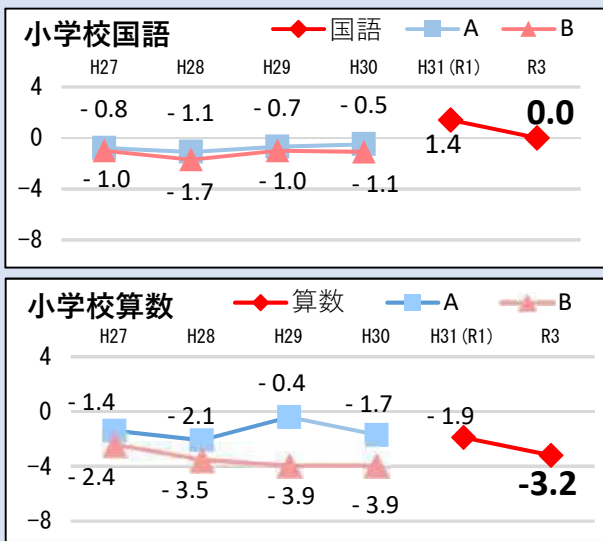 小学校国語 国語 A B
H27 H28 H29 H30 H31(R1) R3
4
- 0.8 - 1.1 - 0.7 - 0.5 0.0
0
1.4
-4
- 1.0 - 1.7 - 1.0 - 1.1
-8
小学校算数 算数 A B
H27 H28 H29 H30 H31(R1) R3
4
- 1.4 - 2.1 - 0.4 - 1.7 - 1.9
0
-4
- 2.4 - 3.5 - 3.9 - 3.9 -3.2
-8